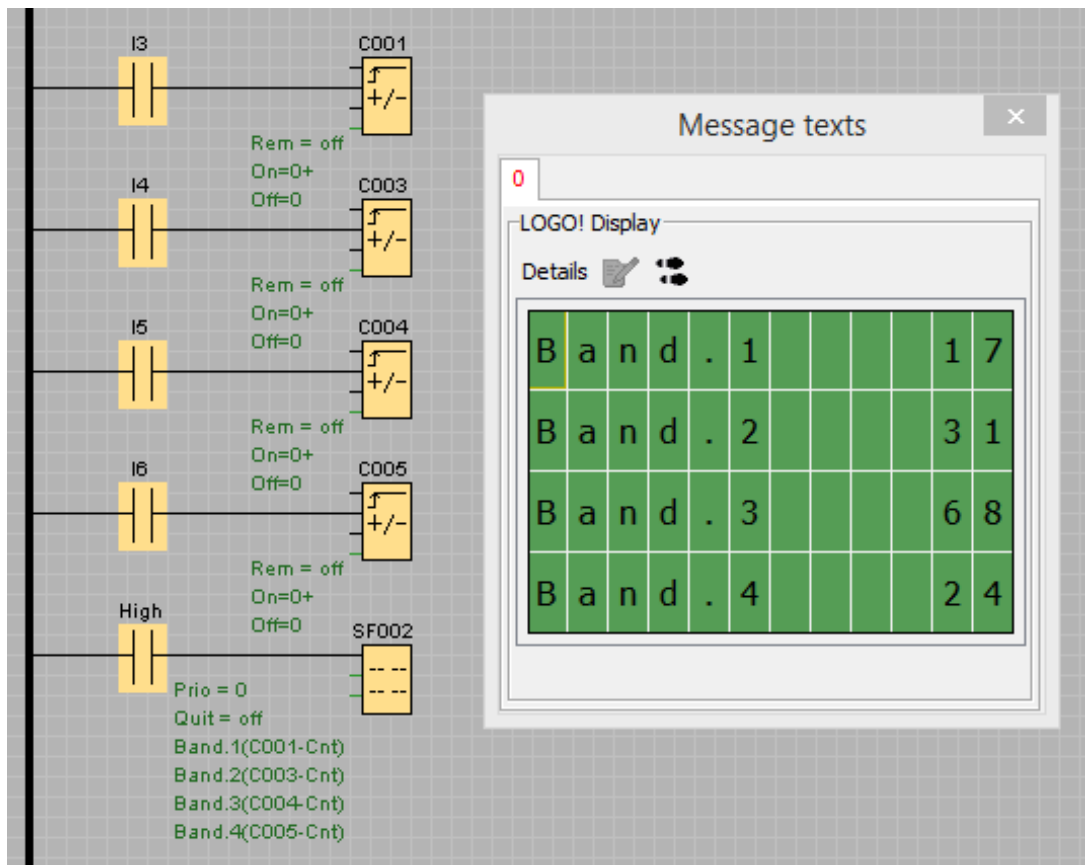 I3
C001
+/-
Rem = off
On=0+
Off=0
I4
C003
+/-
Rem = off
On=0+
Off=0
I5
C004
+/-
Rem = off
On=0+
Off=0
I6
C005
+/-
Rem = off
On=0+
Off=0
High
SF002
Prio = 0
Quit = off
Band.1(C001-Cnt)
Band.2(C003-Cnt)
Band.3(C004-Cnt)
Band.4(C005-Cnt)
Message texts
0
LOGO! Display
Details
Band.1 17
Band.2 31
Band.3 68
Band.4 24